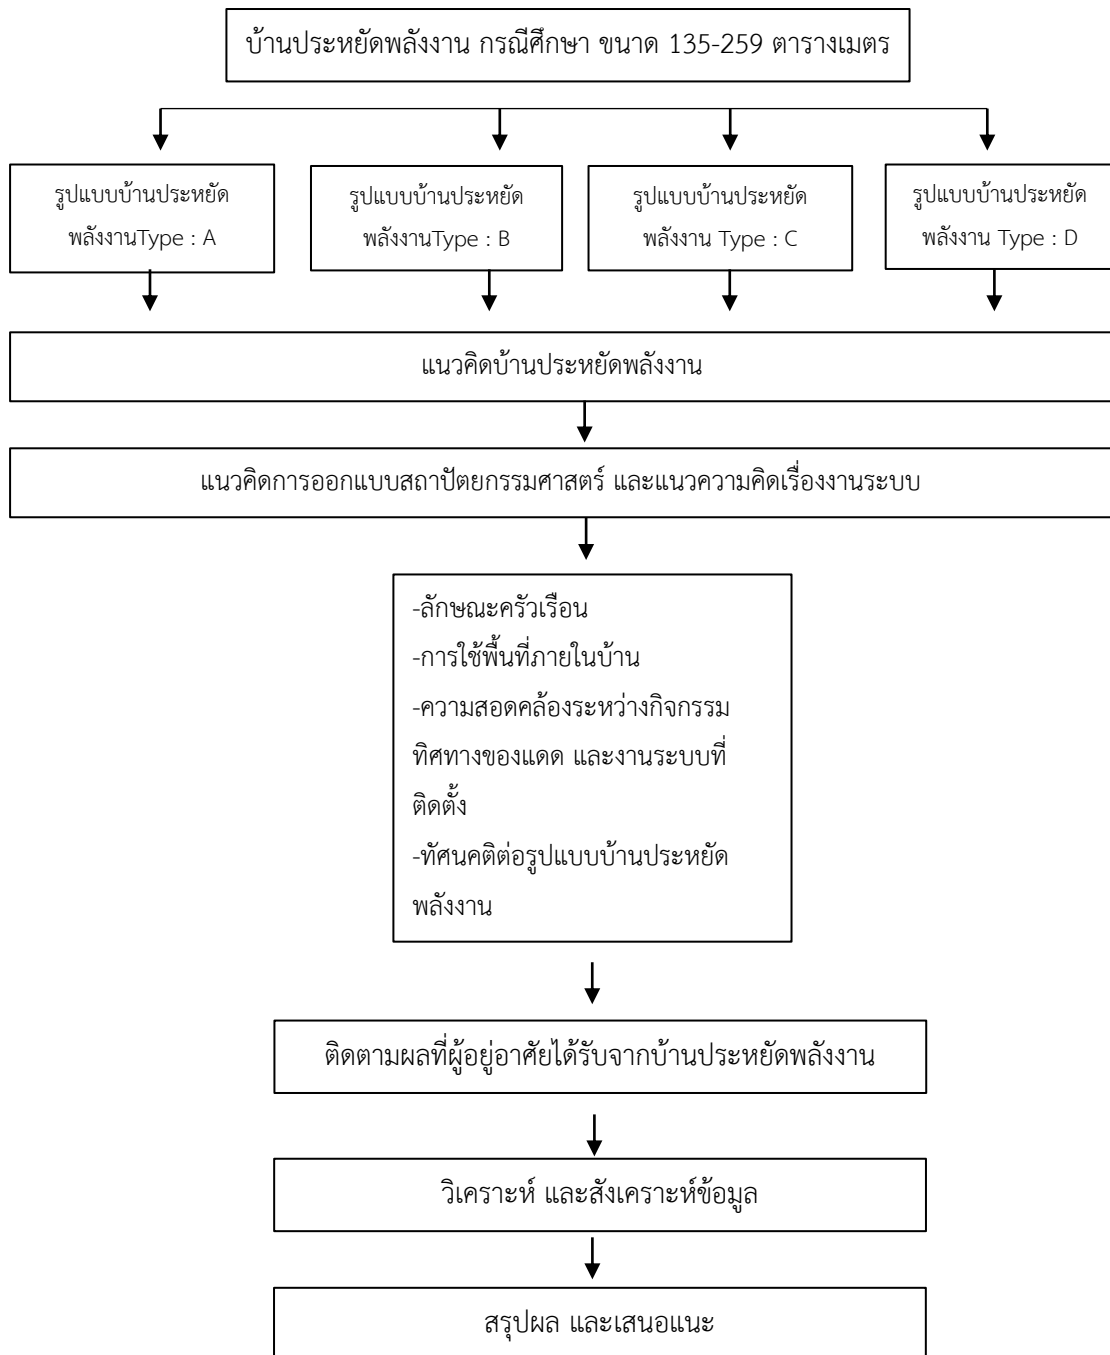 บ้านประหยัดพลังงาน กรณีศึกษา ขนาด 135-259 ตารางเมตร
รูปแบบบ้านประหยัด
พลังงานType : A
รูปแบบบ้านประหยัด
พลังงานType : B
รูปแบบบ้านประหยัด
พลังงาน Type : C
รูปแบบบ้านประหยัด
พลังงาน Type : D
แนวคิดบ้านประหยัดพลังงาน
แนวคิดการออกแบบสถาปัตยกรรมศาสตร์ และแนวความคิดเรื่องงานระบบ
-ลักษณะครัวเรือน
-การใช้พื้นที่ภายในบ้าน
-ความสอดคล้องระหว่างกิจกรรม
ทิศทางของแดด และงานระบบที่
ติดตั้ง
-ทัศนคติต่อรูปแบบบ้านประหยัด
พลังงาน
ติดตามผลที่ผู้อยู่อาศัยได้รับจากบ้านประหยัดพลังงาน
วิเคราะห์ และสังเคราะห์ข้อมูล
สรุปผล และเสนอแนะ